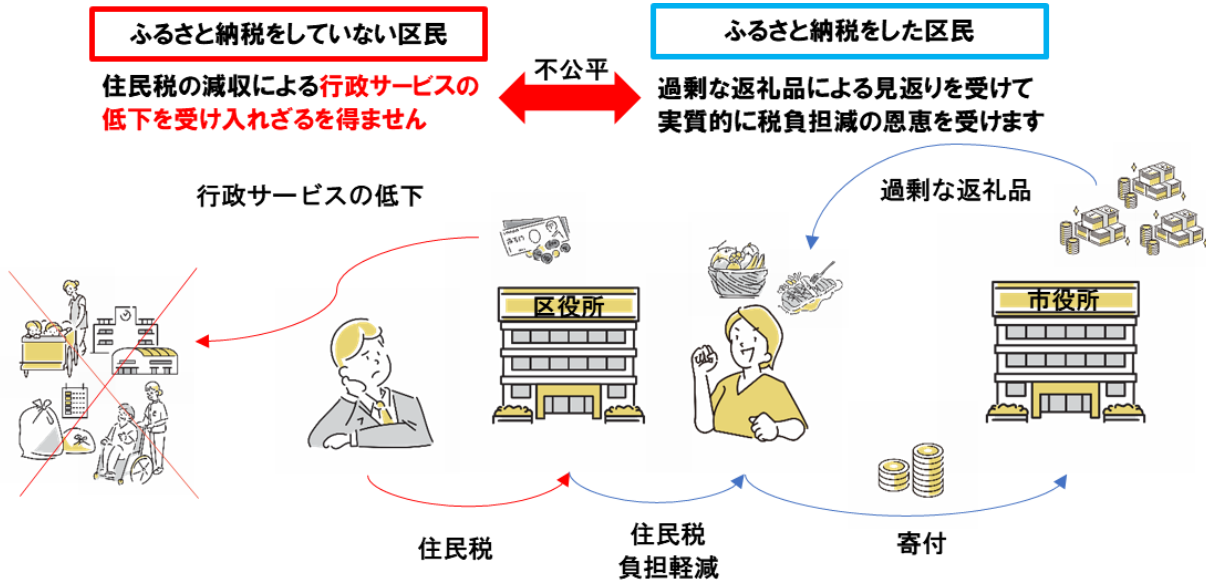 ふるさと納税をしていない区民
ふるさと納税をした区民
不公平
住民税の減収による行政サービスの
低下を受け入れざるを得ません
過剰な返礼品による見返りを受けて
実質的に税負担減の恩恵を受けます
行政サービスの低下
過剰な返礼品
区役所
市役所
住民税
住民税
負担軽減
寄付